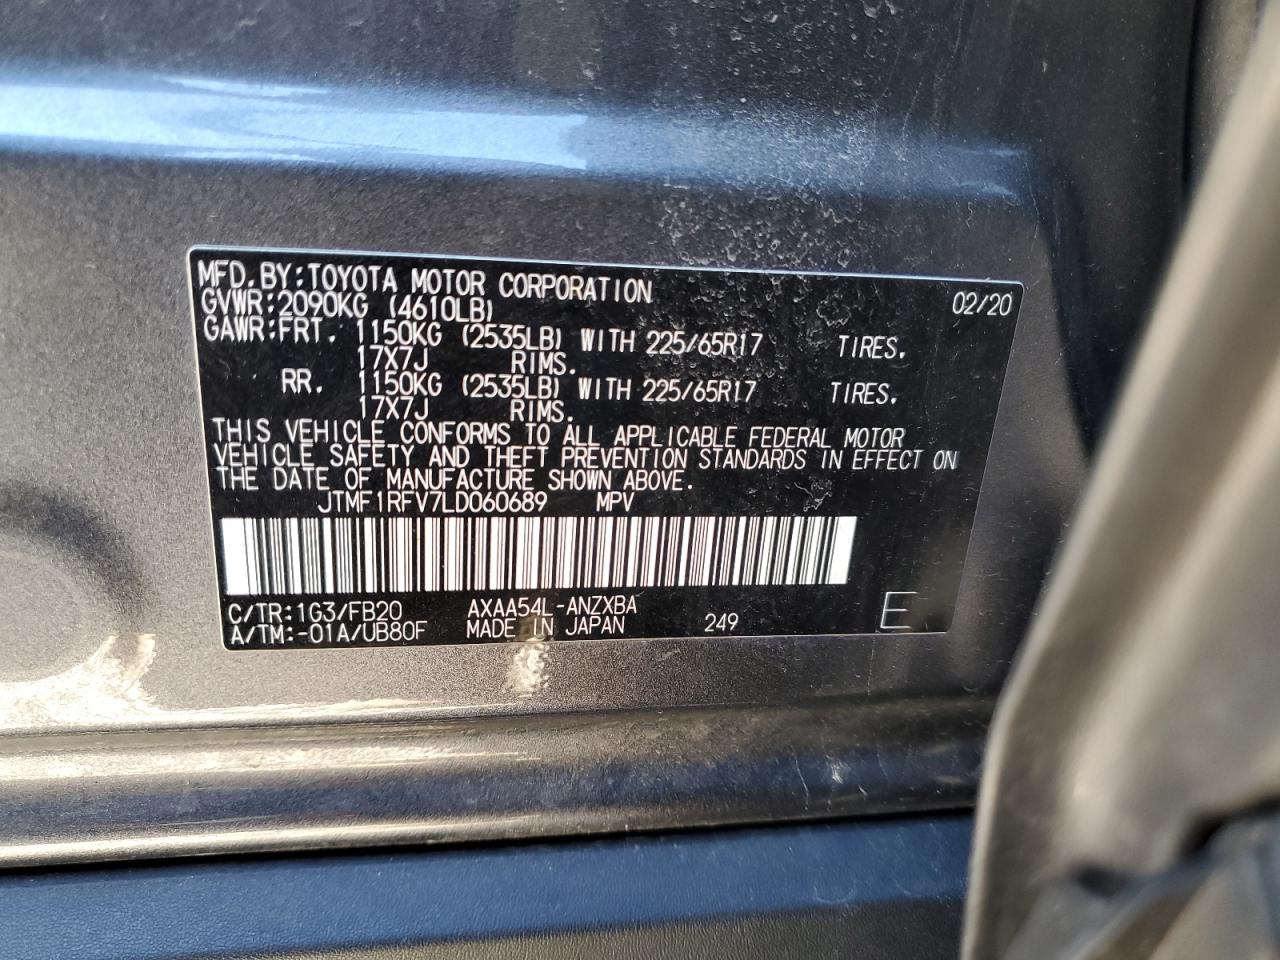 MFD.BY:TOYOTA MOTOR CORPORATION 02/20
GVWR:2090KG (4610LB)
GAWR:FRT. 1150KG (2535LB) WITH 225/65R17 TIRES.
17X7J RIMS.
RR. 1150KG (2535LB) WITH 225/65R17 TIRES.
17X7J RIMS.
THIS VEHICLE CONFORMS TO ALL APPLICABLE FEDERAL MOTOR
VEHICLE SAFETY AND THEFT PREVENTION STANDARDS IN EFFECT ON
THE DATE OF MANUFACTURE SHOWN ABOVE.
JTMF1RFV7LD060689 MPV
C/TR:1G3/FB20 AXAA54L-ANZXBA
A/TM:-01A/UB80F MADE IN JAPAN 249 E